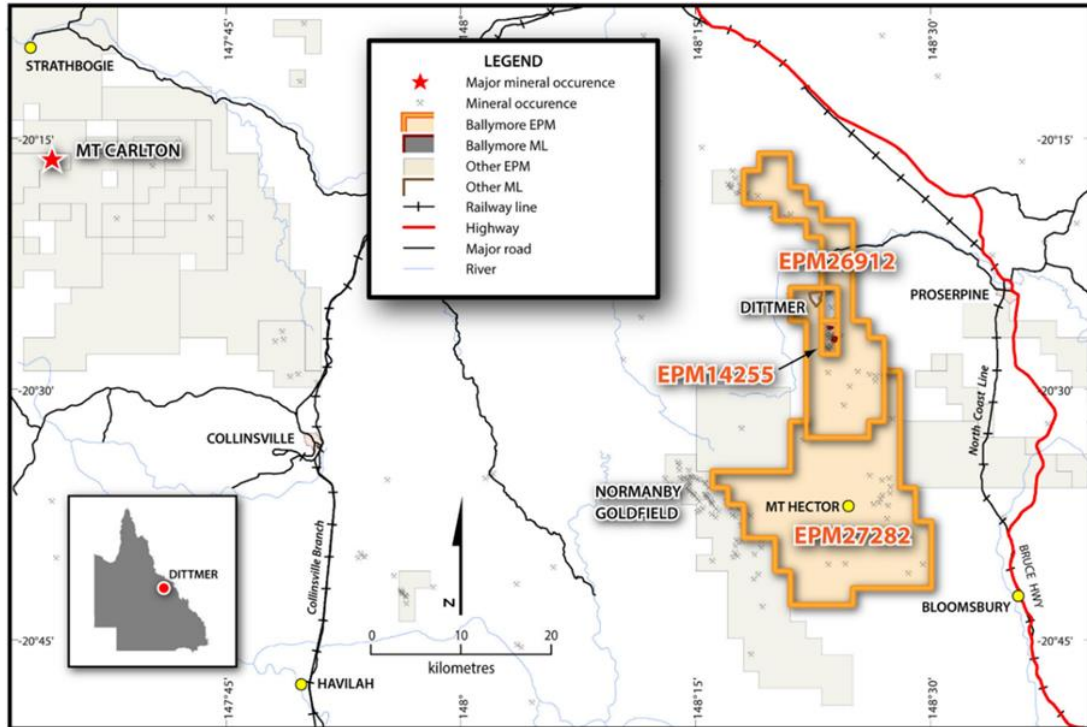 147°45'
148°
148°15'
148°30'
STRATHBOGIE
-20°15'
MT CARLTON
LEGEND
Major mineral occurence
Mineral occurence
Ballymore EPM
Ballymore ML
Other EPM
Other ML
Railway line
Highway
Major road
River
-20°15'
EPM26912
DITTMER
PROSERPINE
EPM14255
-20°30'
-20°30'
North Coast Line
COLLINSVILLE
NORMANBY
GOLDFIELD
MT HECTOR
EPM27282
DITTMER
Collinsville Branch
N
BRUCE HWY
BLOOMSBURY
0 10 20
kilometres
-20°45'
-20°45'
HAVILAH
147°45'
148°
148°15'
148°30'